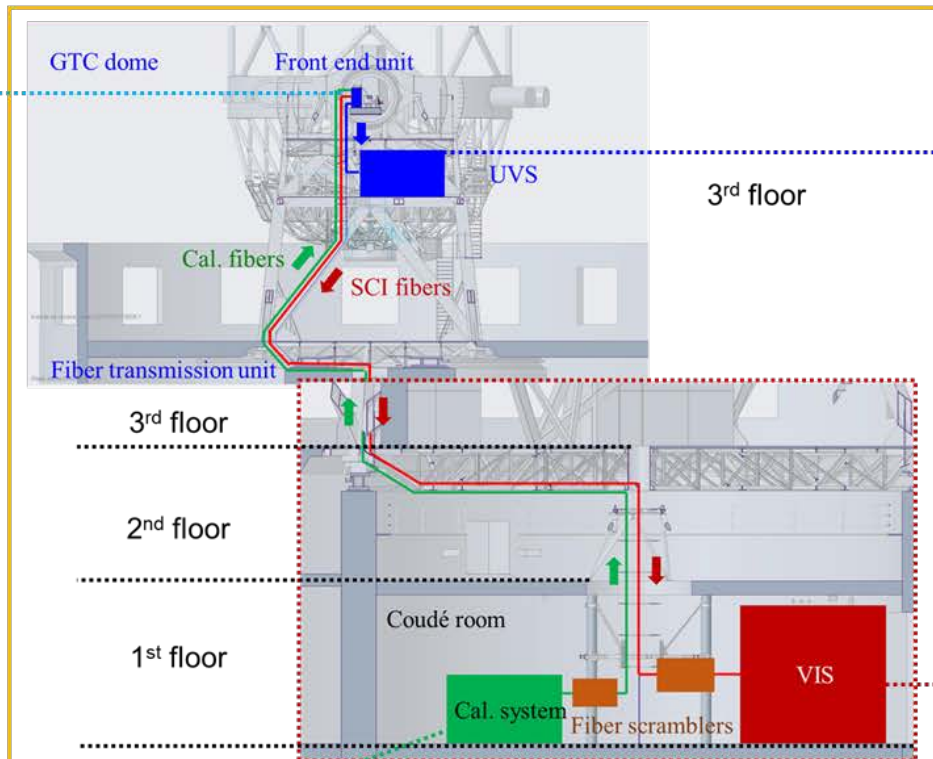 GTC dome
Front end unit
UVS
3rd floor
Cal. fibers
SCI fibers
Fiber transmission unit
3rd floor
2nd floor
Coudé room
1st floor
VIS
Cal. system
Fiber scramblers